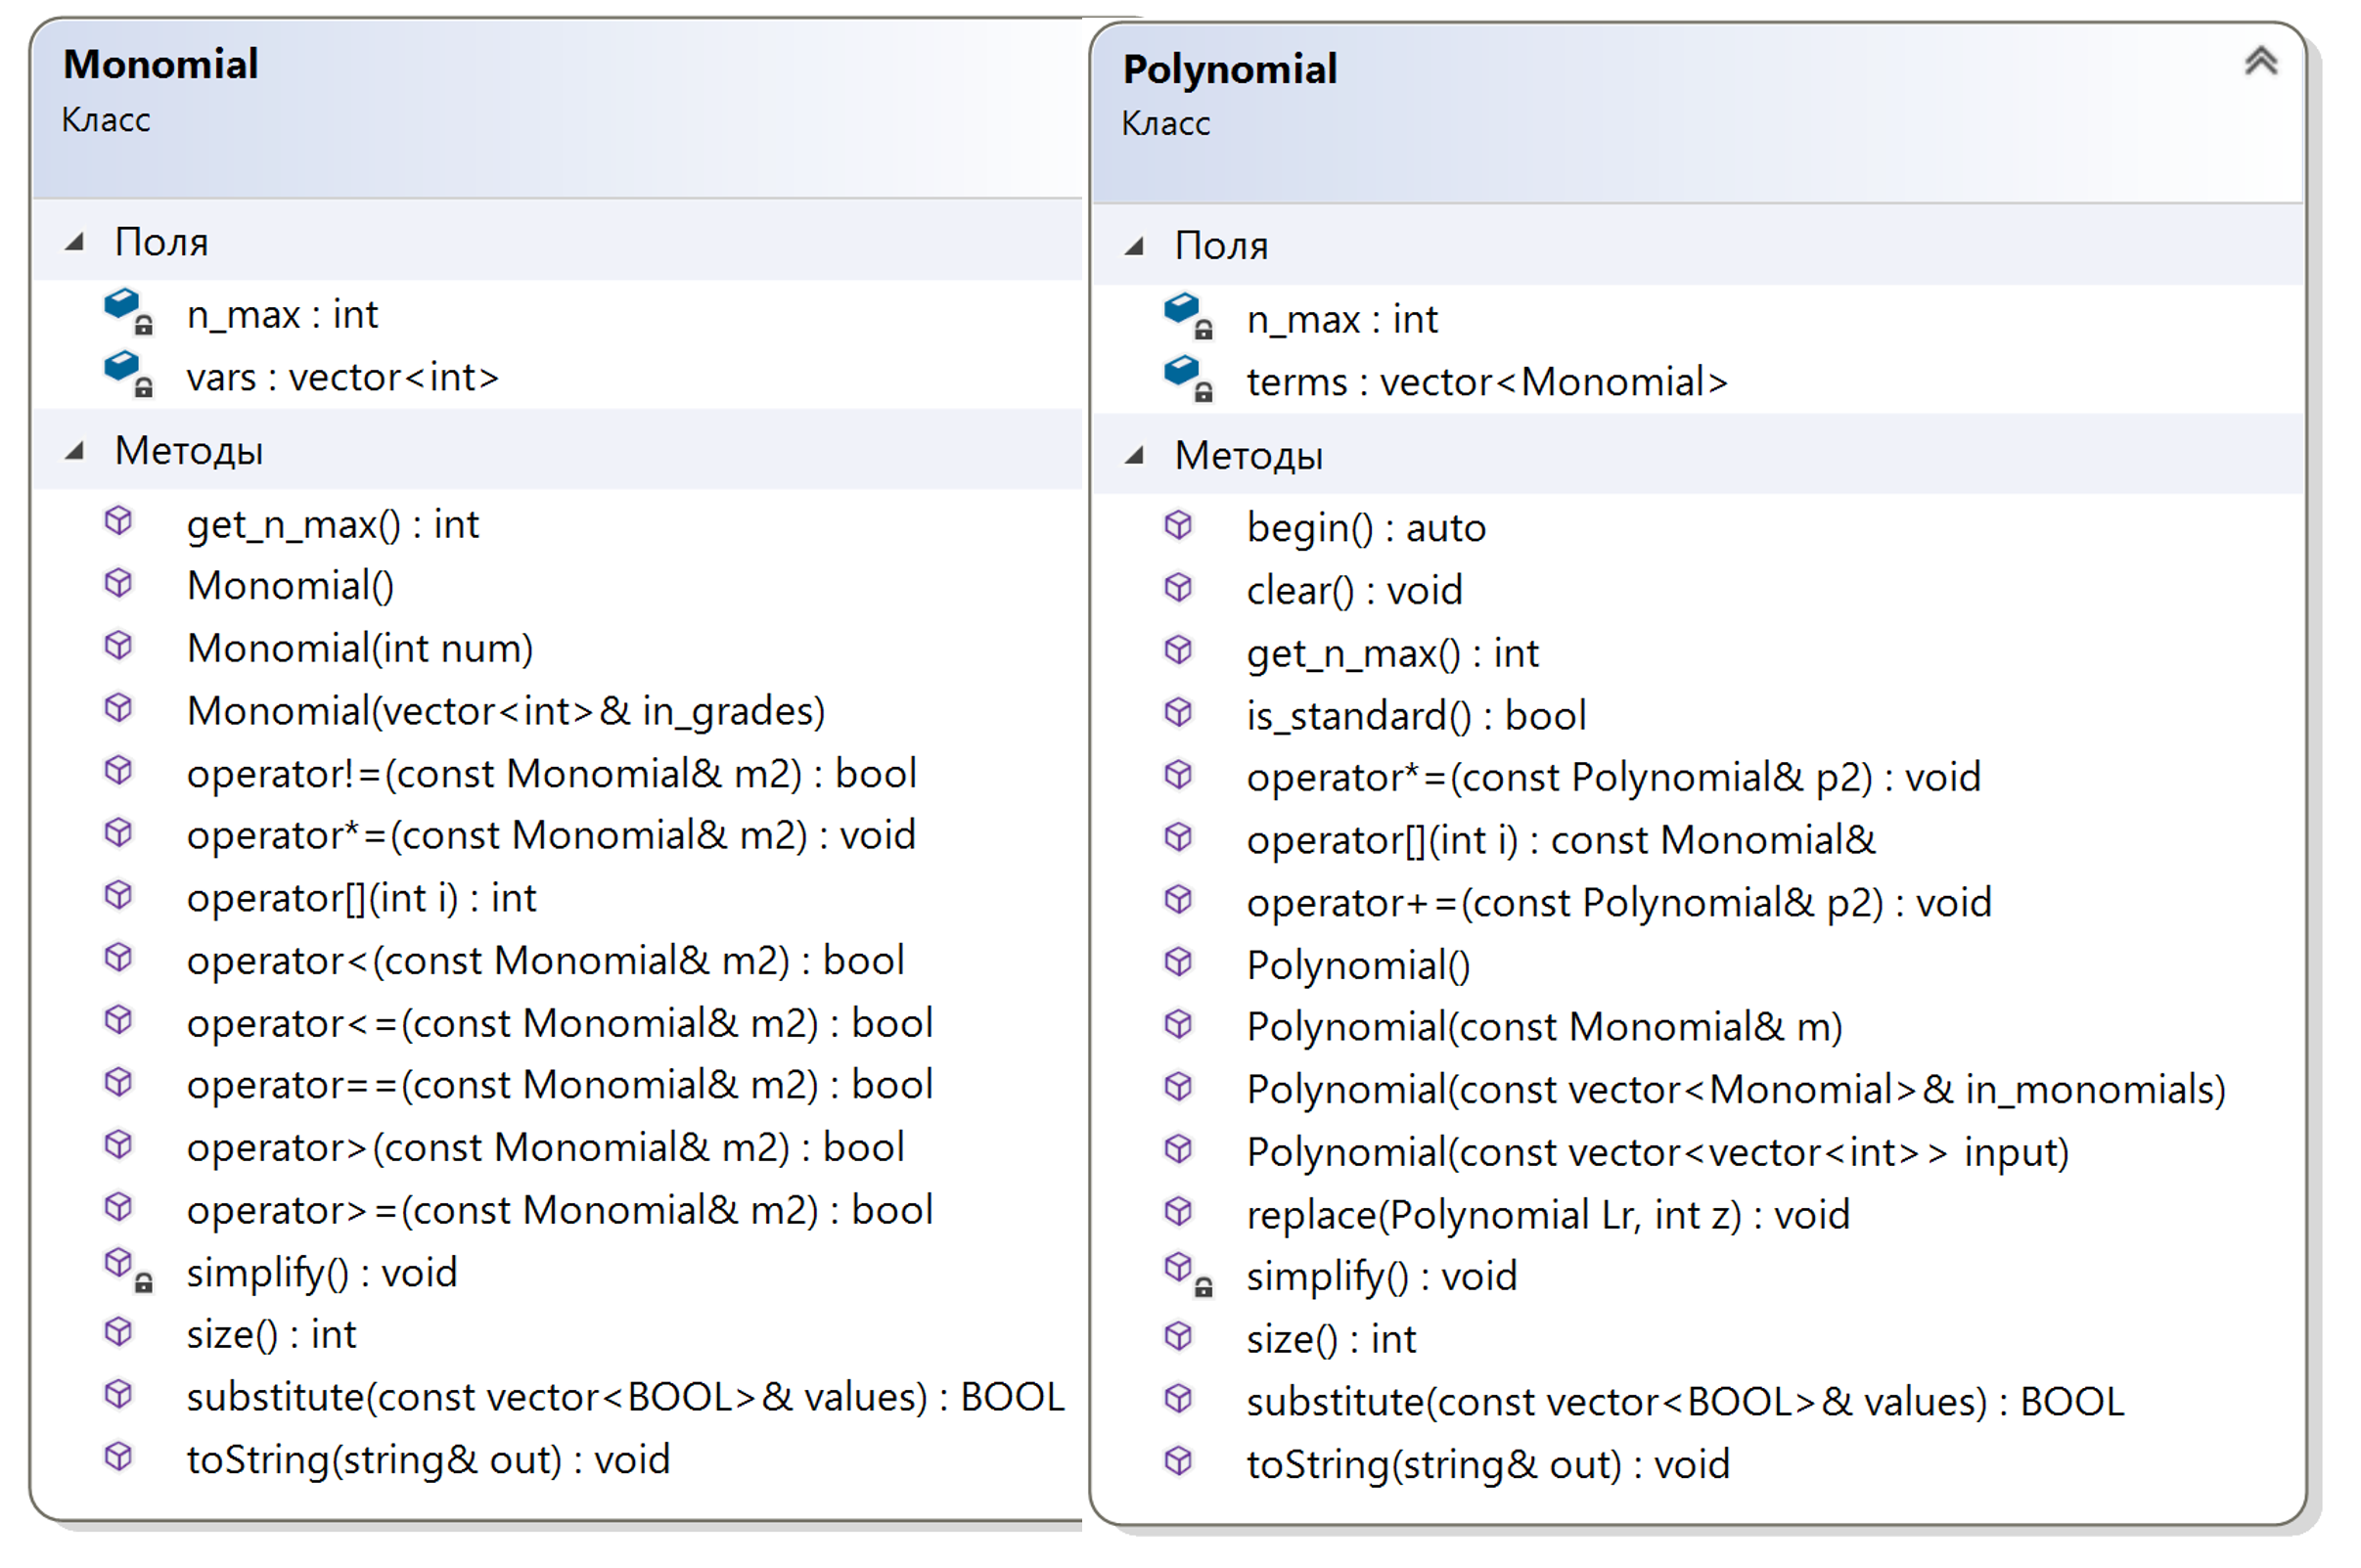 Monomial
Класс
Поля
n_max : int
vars : vector<int>
Методы
get_n_max() : int
Monomial()
Monomial(int num)
Monomial(vector<int>& in_grades)
operator!=(const Monomial& m2) : bool
operator*=(const Monomial& m2) : void
operator[](int i) : int
operator<(const Monomial& m2) : bool
operator<=(const Monomial& m2) : bool
operator==(const Monomial& m2) : bool
operator>(const Monomial& m2) : bool
operator>=(const Monomial& m2) : bool
simplify() : void
size() : int
substitute(const vector<BOOL>& values) : BOOL
toString(string& out) : void
Polynomial
Класс
Поля
n_max : int
terms : vector<Monomial>
Методы
begin() : auto
clear() : void
get_n_max() : int
is_standard() : bool
operator*=(const Polynomial& p2) : void
operator[](int i) : const Monomial&
operator+=(const Polynomial& p2) : void
Polynomial()
Polynomial(const Monomial& m)
Polynomial(const vector<Monomial>& in_monomials)
Polynomial(const vector<vector<int>> input)
replace(Polynomial Lr, int z) : void
simplify() : void
size() : int
substitute(const vector<BOOL>& values) : BOOL
toString(string& out) : void